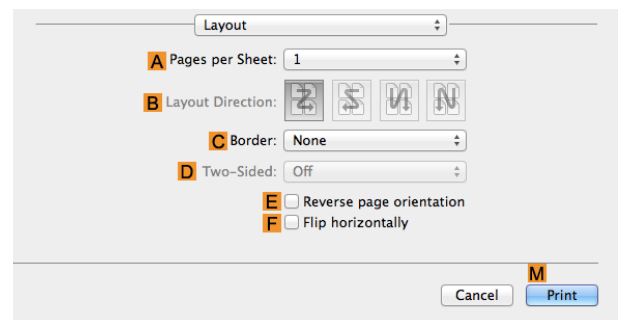 Layout
A Pages per Sheet: 1
B Layout Direction:
C Border: None
D Two-Sided: Off
E Reverse page orientation
F Flip horizontally
M
Cancel Print